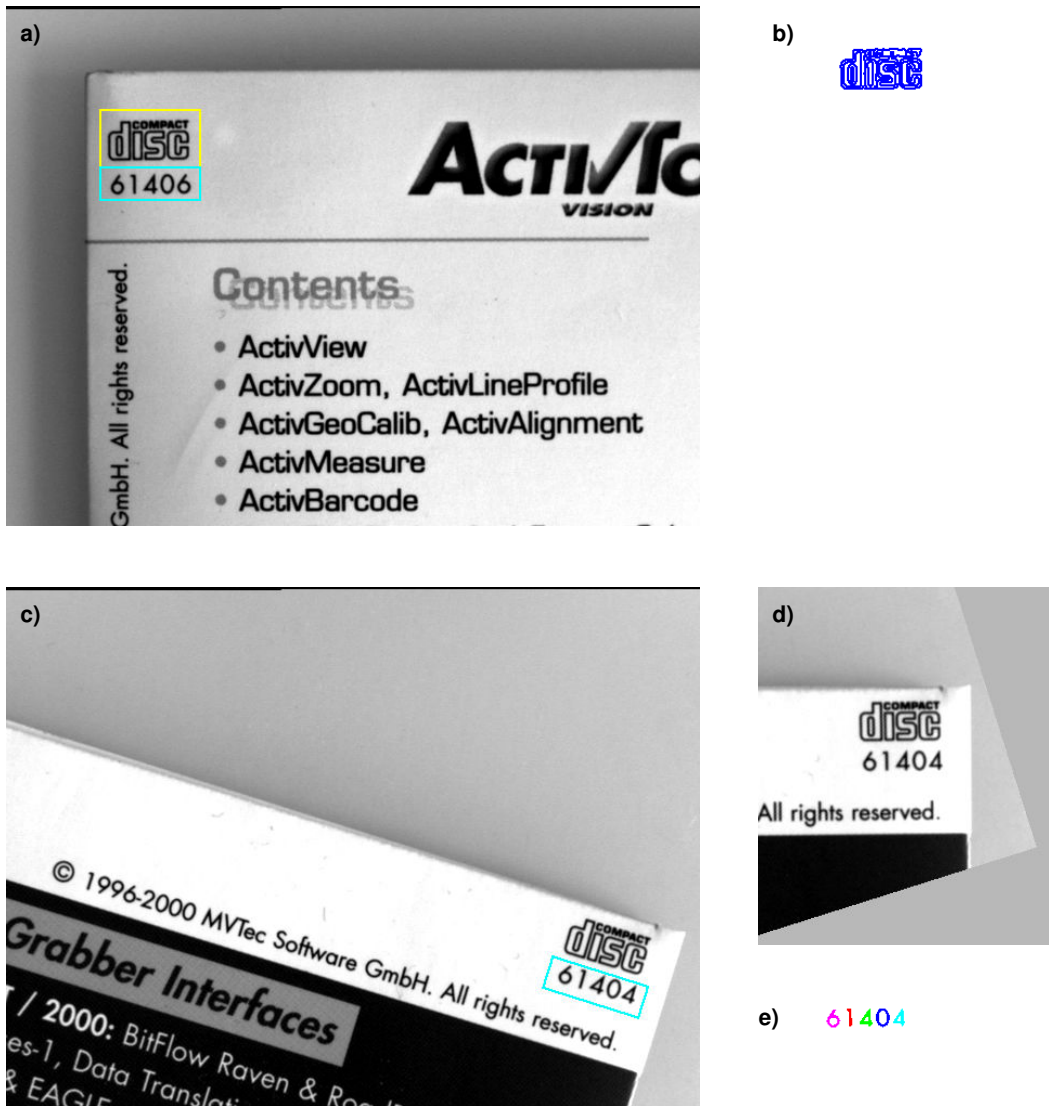 a)
COMPACT
disc
61406
VISION
GmbH. All rights reserved.
Contents
• ActivView
• ActivZoom, ActivLineProfile
• ActivGeoCalib, ActivAlignment
• ActivMeasure
• ActivBarcode
b)
disc
c)
© 1996-2000 MVTec Software GmbH. All rights reserved.
COMPACT
disc
61404
Grabber Interfaces
/ 2000: BitFlow Raven &
es-1, Data
& EAGLE
d)
COMPACT
disc
61404
All rights reserved.
e)
61404